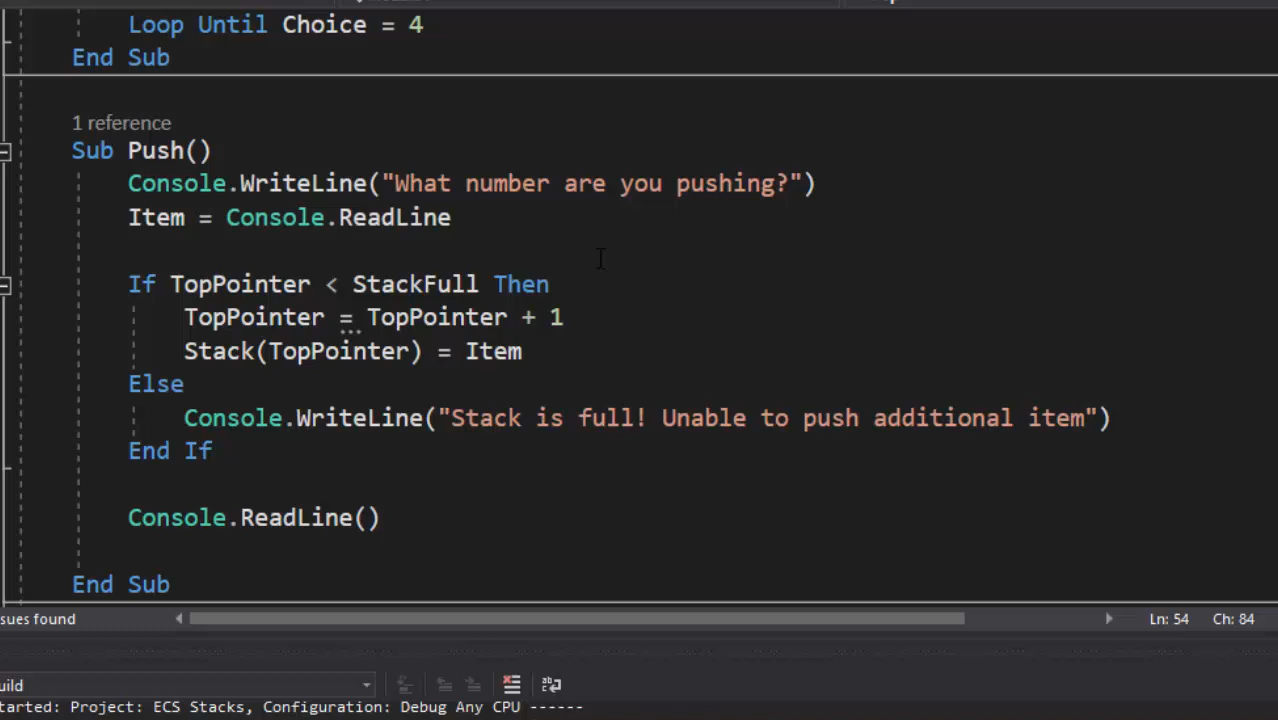 Loop Until Choice = 4
End Sub
1 reference
Sub Push()
Console.WriteLine("What number are you pushing?")
Item = Console.ReadLine
If TopPointer < StackFull Then
TopPointer = TopPointer + 1
Stack(TopPointer) = Item
Else
Console.WriteLine("Stack is full! Unable to push additional item")
End If
Console.ReadLine()
End Sub
sues found Ln: 54 Ch: 84
uild
tarted: Project: ECS Stacks, Configuration: Debug Any CPU ------